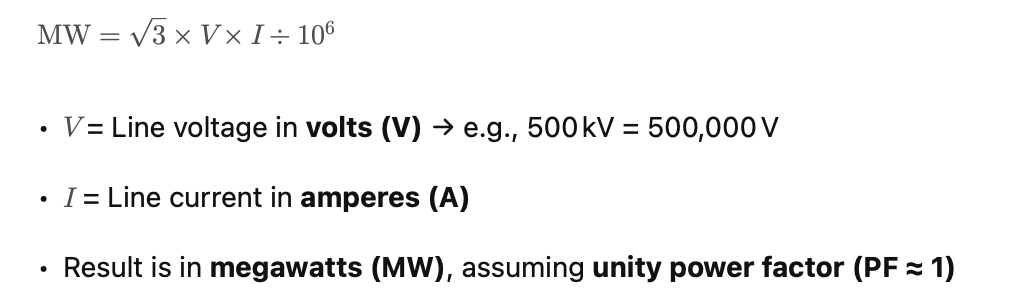 MW = √3 × V × I ÷ 10⁶
• V = Line voltage in volts (V) → e.g., 500 kV = 500,000 V
• I = Line current in amperes (A)
• Result is in megawatts (MW), assuming unity power factor (PF ≈ 1)